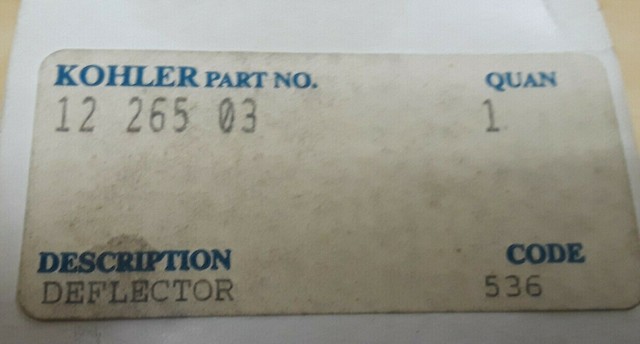 KOHLER PART NO. QUAN
12 265 03 1
DESCRIPTION CODE
DEFLECTOR 536